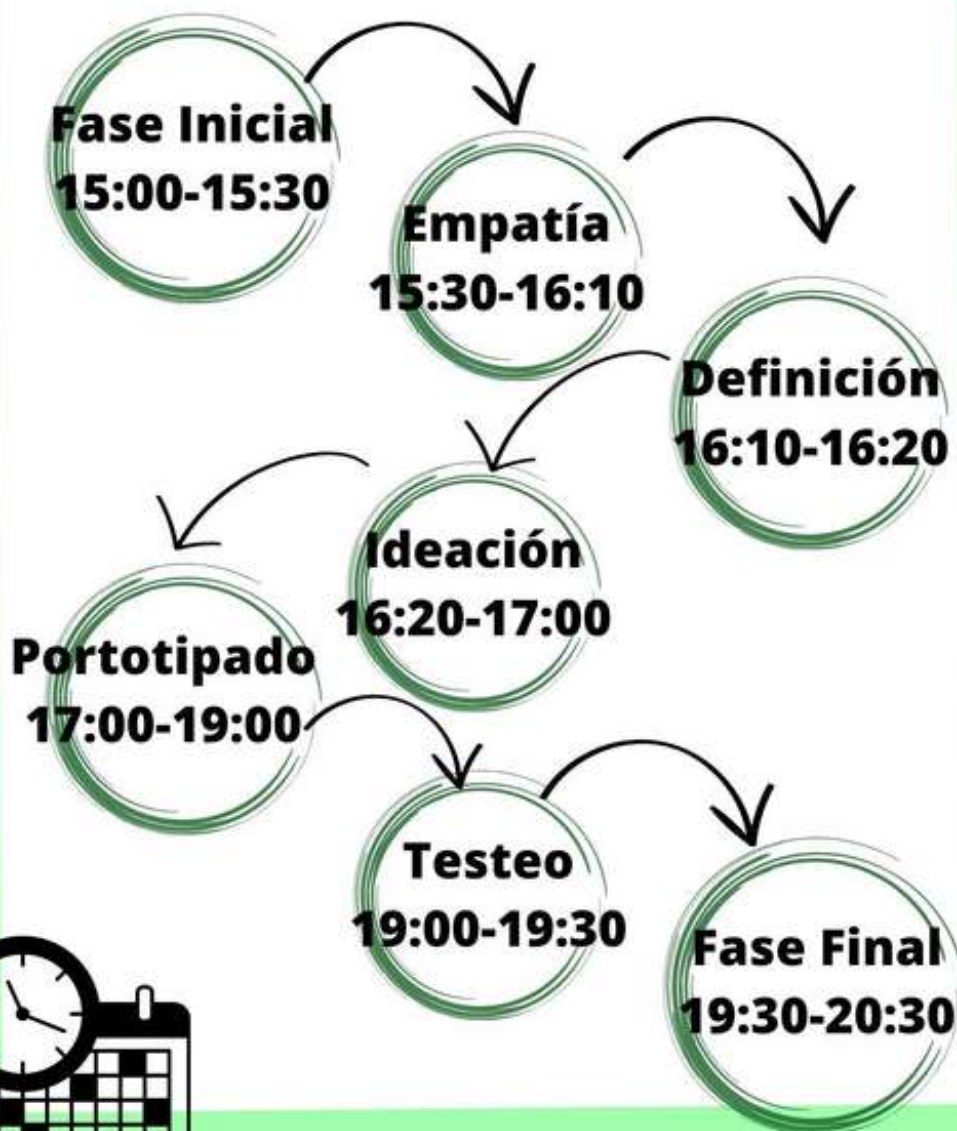 Fase Inicial
15:00-15:30
Empatía
15:30-16:10
Definición
16:10-16:20
Ideación
16:20-17:00
Portotipado
17:00-19:00
Testeo
19:00-19:30
Fase Final
19:30-20:30